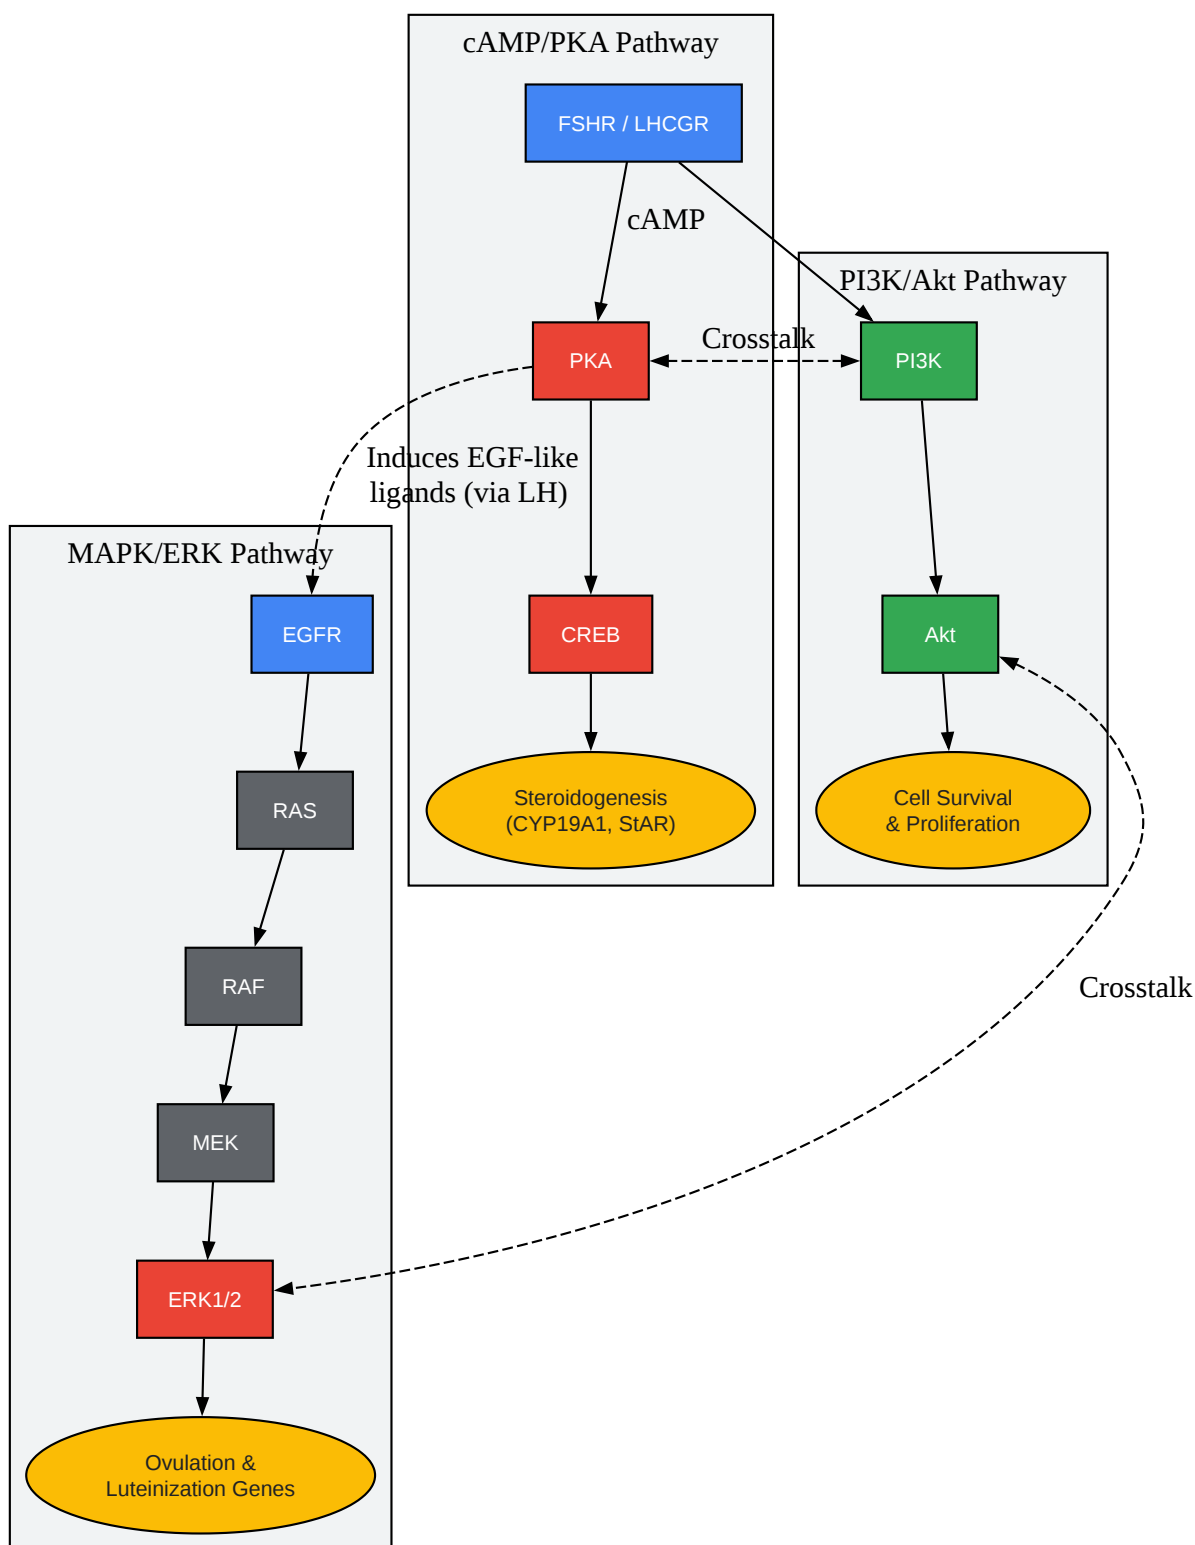 cAMP/PKA Pathway
FSHR / LHCGR
cAMP
PI3K/Akt Pathway
Crosstalk
PKA
PI3K
Induces EGF-like
ligands (via LH)
MAPK/ERK Pathway
EGFR
CREB
Akt
Steroidogenesis
(CYP19A1, StAR)
Cell Survival
& Proliferation
RAS
RAF
Crosstalk
MEK
ERK1/2
Ovulation &
Luteinization Genes